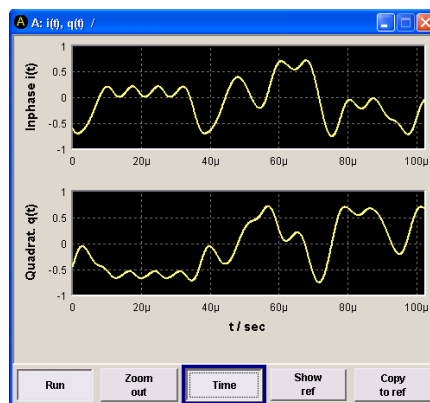 A A: i(t), q(t) /
Inphase i(t)
1
0.5
0
-0.5
-1
0 20µ 40µ 60µ 80µ 100µ
Quadrat. q(t)
1
0.5
0
-0.5
-1
0 20µ 40µ 60µ 80µ 100µ
t / sec
Run
Zoom
out
Time
Show
ref
Copy
to ref